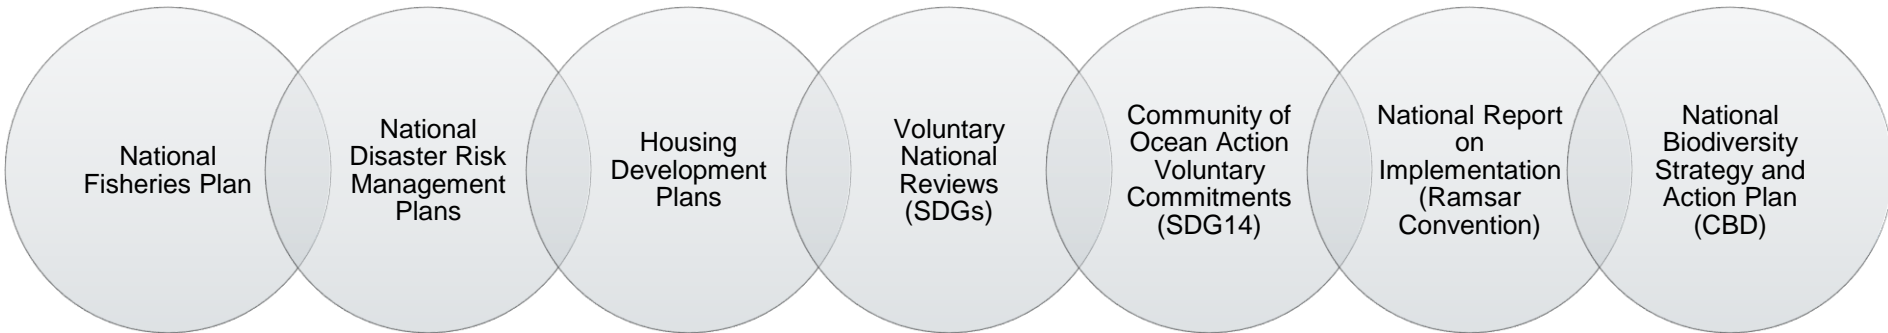 National
Fisheries Plan
National
Disaster Risk
Management
Plans
Housing
Development
Plans
Voluntary
National
Reviews
(SDGs)
Community of
Ocean Action
Voluntary
Commitments
(SDG14)
National Report
on
Implementation
(Ramsar
Convention)
National
Biodiversity
Strategy and
Action Plan
(CBD)